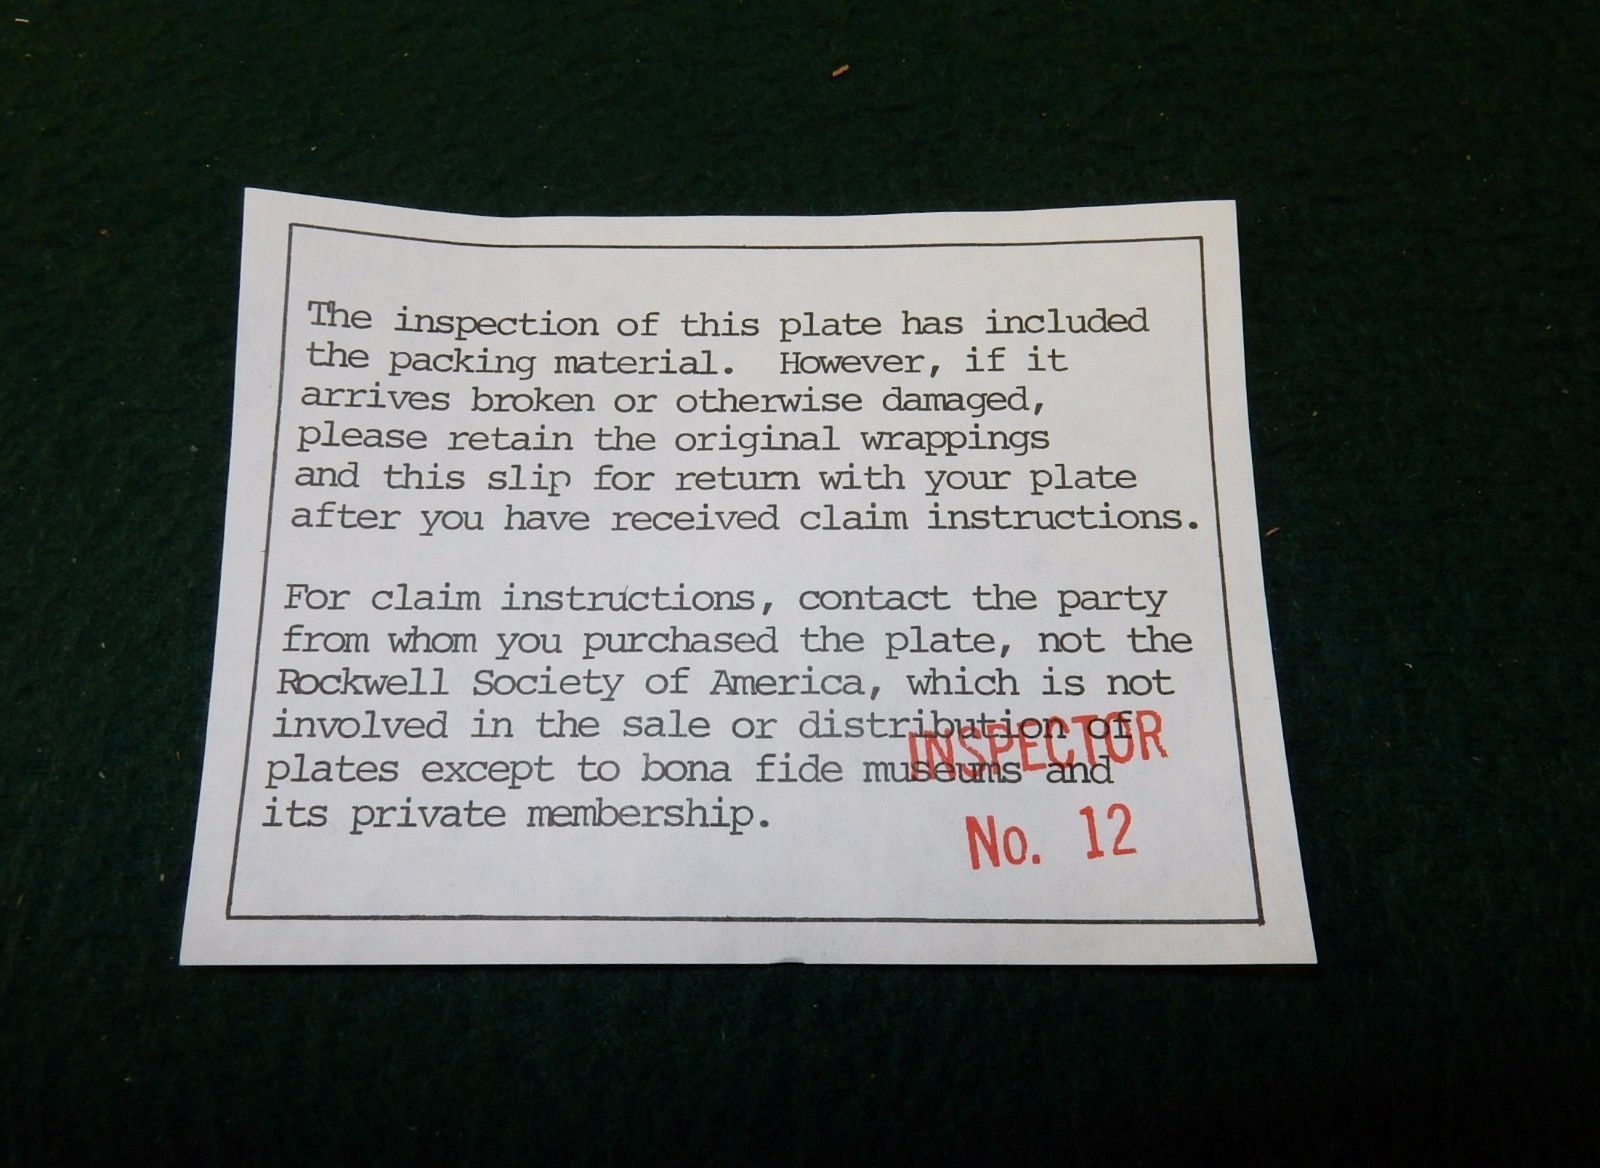 The inspection of this plate has included
the packing material. However, if it
arrives broken or otherwise damaged,
please retain the original wrappings
and this slip for return with your plate
after you have received claim instructions.
For claim instructions, contact the party
from whom you purchased the plate, not the
Rockwell Society of America, which is not
involved in the sale or distribution of
plates except to bona fide museums and
its private membership.
INSPECTOR
No. 12